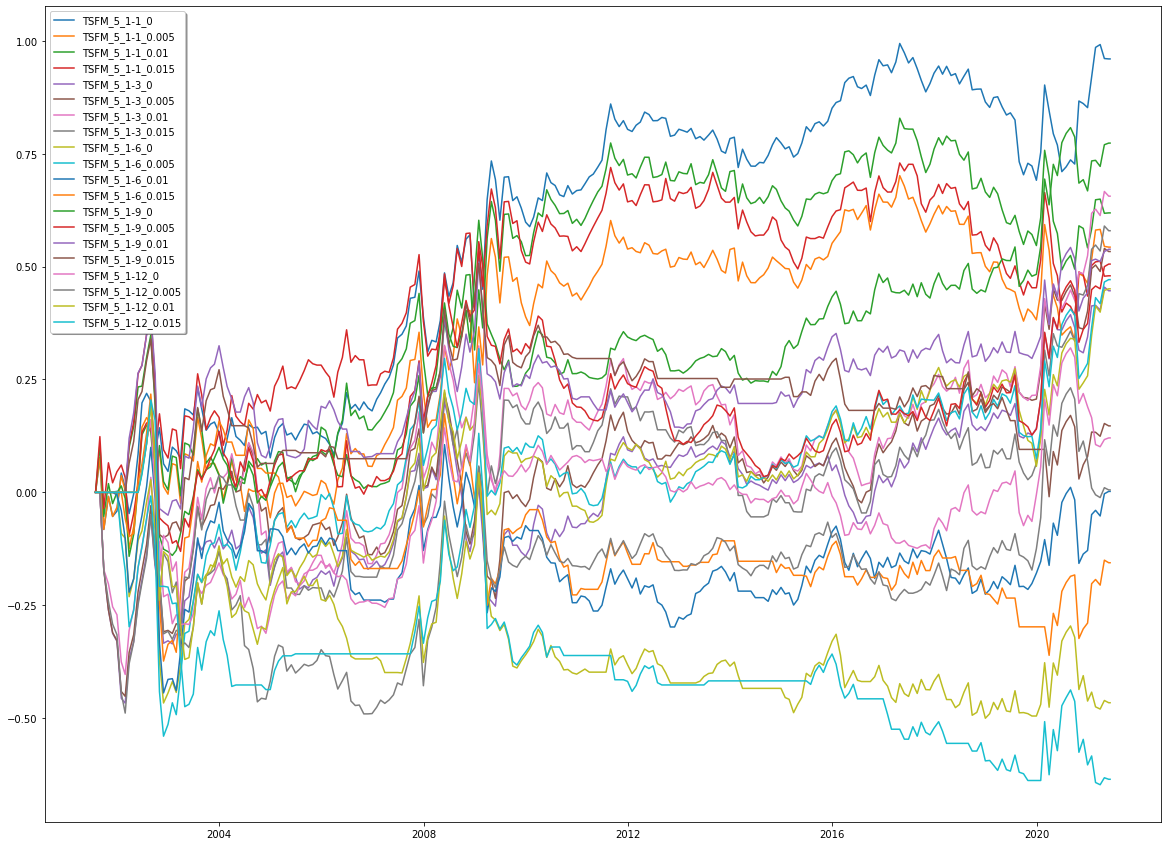 TSFM_5_1-1_0
TSFM_5_1-1_0.005
TSFM_5_1-1_0.01
TSFM_5_1-1_0.015
TSFM_5_1-3_0
TSFM_5_1-3_0.005
TSFM_5_1-3_0.01
TSFM_5_1-3_0.015
TSFM_5_1-6_0
TSFM_5_1-6_0.005
TSFM_5_1-6_0.01
TSFM_5_1-6_0.015
TSFM_5_1-9_0
TSFM_5_1-9_0.005
TSFM_5_1-9_0.01
TSFM_5_1-9_0.015
TSFM_5_1-12_0
TSFM_5_1-12_0.005
TSFM_5_1-12_0.01
TSFM_5_1-12_0.015
1.00
0.75
0.50
0.25
0.00
−0.25
−0.50
2004 2008 2012 2016 2020